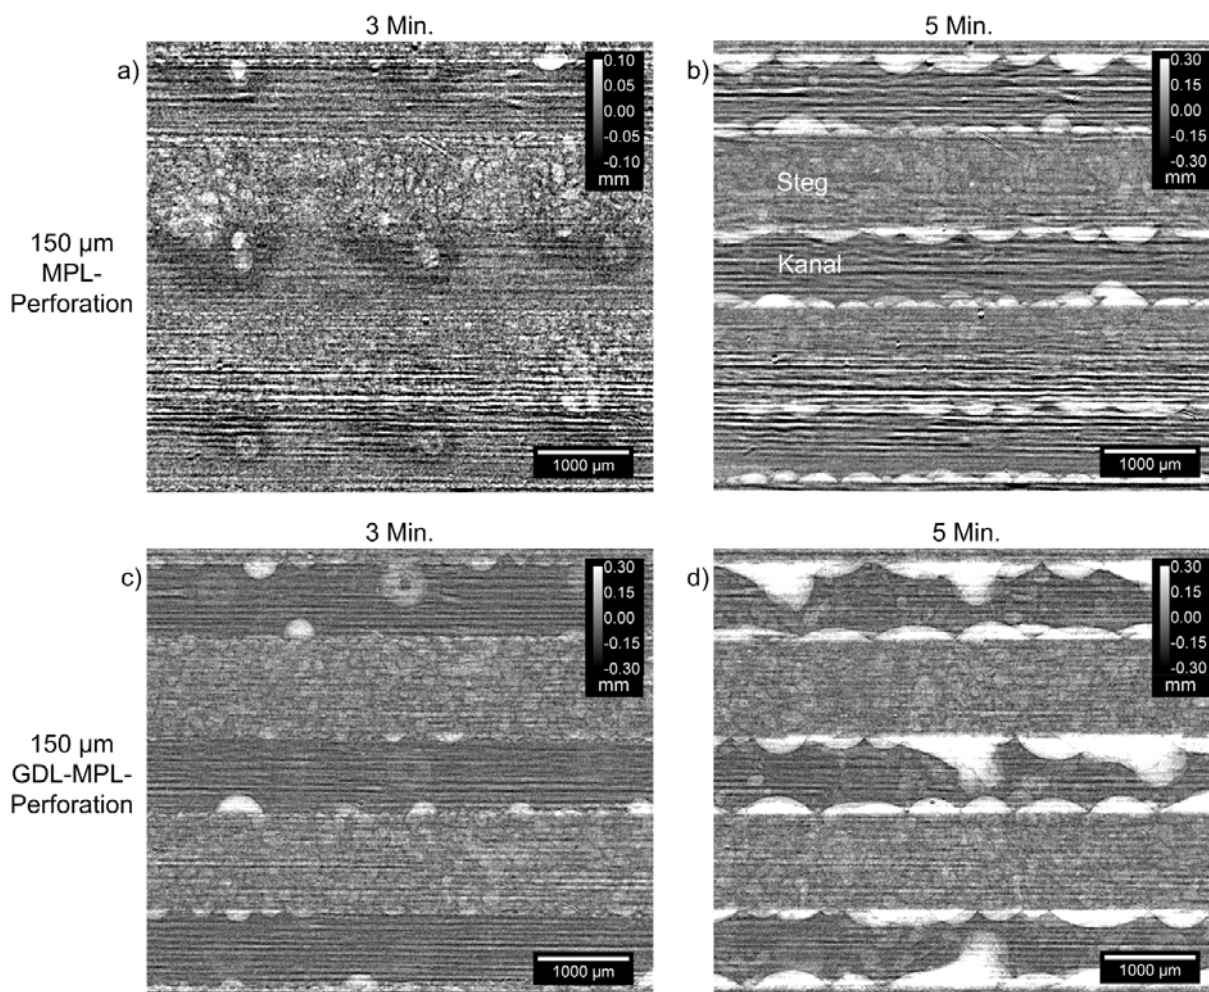 3 Min.
5 Min.
a)
0.10
0.05
0.00
-0.05
-0.10
mm
1000 µm
b)
0.30
0.15
0.00
-0.15
-0.30
mm
Steg
Kanal
1000 µm
150 µm
MPL-
Perforation
3 Min.
5 Min.
c)
0.30
0.15
0.00
-0.15
-0.30
mm
1000 µm
d)
0.30
0.15
0.00
-0.15
-0.30
mm
1000 µm
150 µm
GDL-MPL-
Perforation